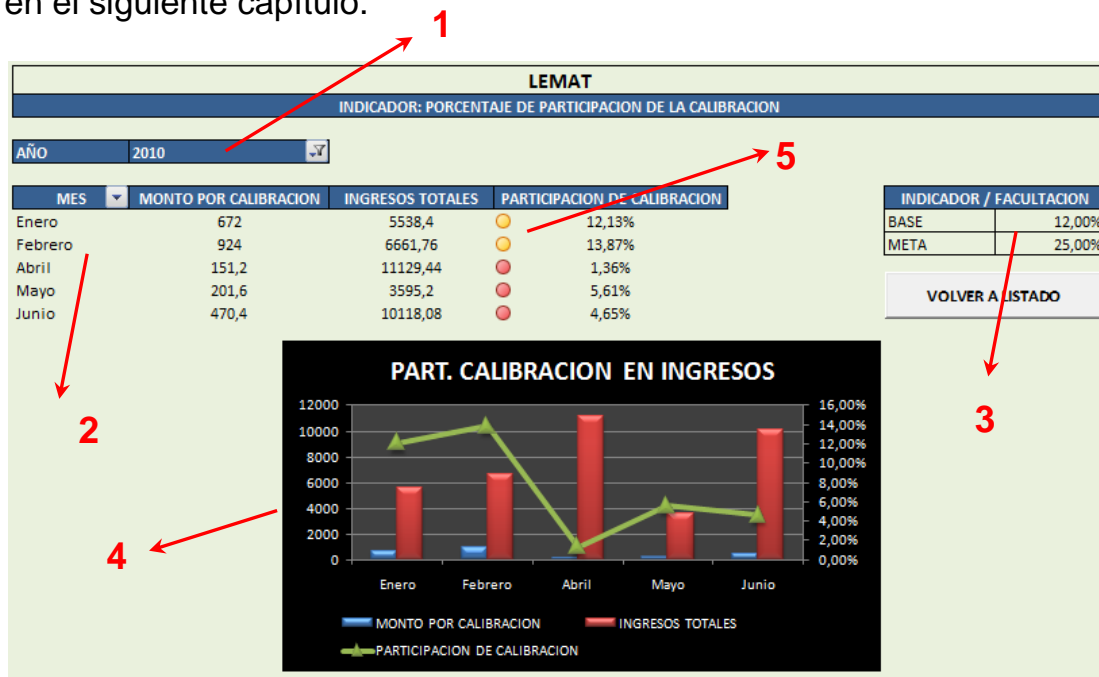 en el siguiente capítulo.
1
LEMAT
INDICADOR: PORCENTAJE DE PARTICIPACION DE LA CALIBRACION
AÑO 2010
5
MES MONTO POR CALIBRACION INGRESOS TOTALES PARTICIPACION DE CALIBRACION INDICADOR / FACULTACION
Enero 672 5538,4 12,13% BASE 12,00%
Febrero 924 6661,76 13,87% META 25,00%
Abril 151,2 11129,44 1,36%
Mayo 201,6 3595,2 5,61% VOLVER A LISTADO
Junio 470,4 10118,08 4,65%
PART. CALIBRACION EN INGRESOS
12000 16,00%
14,00%
10000 12,00%
8000 10,00%
6000 8,00%
6,00%
4000 4,00%
2000 2,00%
0 0,00%
2
3
4
Enero Febrero Abril Mayo Junio
MONTO POR CALIBRACION INGRESOS TOTALES
PARTICIPACION DE CALIBRACION